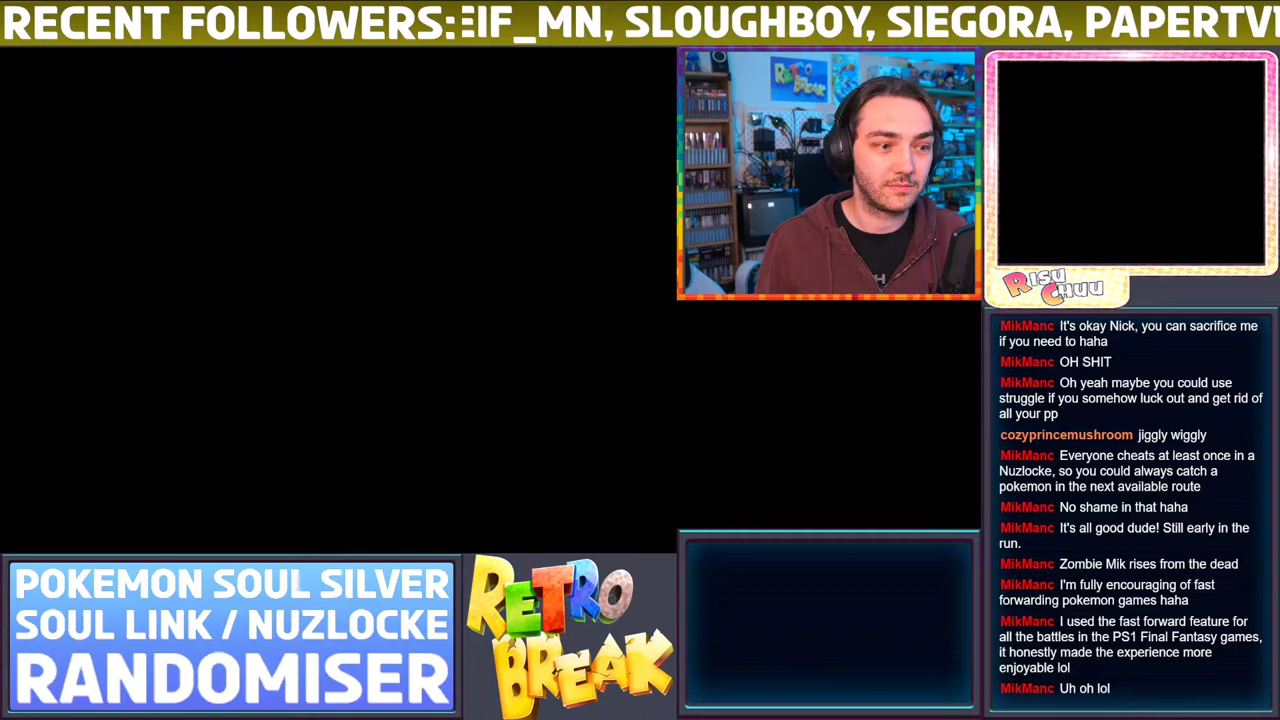 RECENT FOLLOWERS: EIF_MN, SLOUGHBOY, SIEGORA, PAPERTV
RETRO
BREAK
RISU
CHUU
MikManc It's okay Nick, you can sacrifice me
if you need to haha
MikManc OH SHIT
MikManc Oh yeah maybe you could use
struggle if you somehow luck out and get rid of
all your pp
cozyprincemushroom jiggly wiggly
MikManc Everyone cheats at least once in a
Nuzlocke, so you could always catch a
pokemon in the next available route
MikManc No shame in that haha
MikManc It's all good dude! Still early in the
run.
MikManc Zombie Mik rises from the dead
MikManc I'm fully encouraging of fast
forwarding pokemon games haha
MikManc I used the fast forward feature for
all the battles in the PS1 Final Fantasy games,
it honestly made the experience more
enjoyable lol
MikManc Uh oh lol
POKEMON SOUL SILVER
SOUL LINK / NUZLOCKE
RANDOMISER
RETRO
BREAK